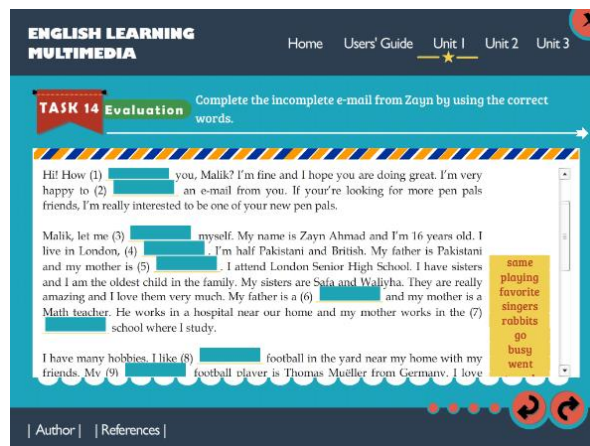 ENGLISH LEARNING
MULTIMEDIA
Home Users' Guide Unit 1 Unit 2 Unit 3
TASK 14 Evaluation
Complete the incomplete e-mail from Zayn by using the correct
words.
Hi! How (1) you, Malik? I'm fine and I hope you are doing great. I'm very
happy to (2) an e-mail from you. If your're looking for more pen pals
friends, I'm really interested to be one of your new pen pals.
Malik, let me (3) myself. My name is Zayn Ahmad and I'm 16 years old. I
live in London, (4) . I'm half Pakistani and British. My father is Pakistani
and my mother is (5) . I attend London Senior High School. I have sisters
and I am the oldest child in the family. My sisters are Safa and Waliyha. They are really
amazing and I love them very much. My father is a (6) and my mother is a
Math teacher. He works in a hospital near our home and my mother works in the (7)
school where I study.
I have many hobbies. I like (8) football in the yard near my home with my
friends. My (9) football player is Thomas Muëller from Germany. I love
same
playing
favorite
singers
rabbits
go
busy
went
| Author | | References |